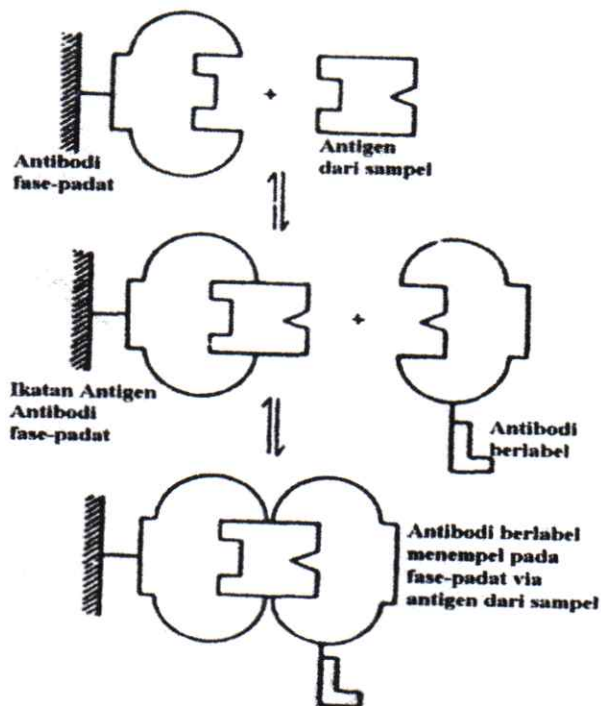 +
Antibodi
fase-padat
Antigen
dari sampel
+
Ikatan Antigen
Antibodi
fase-padat
Antibodi
berlabel
Antibodi berlabel
menempel pada
fase-padat via
antigen dari sampel